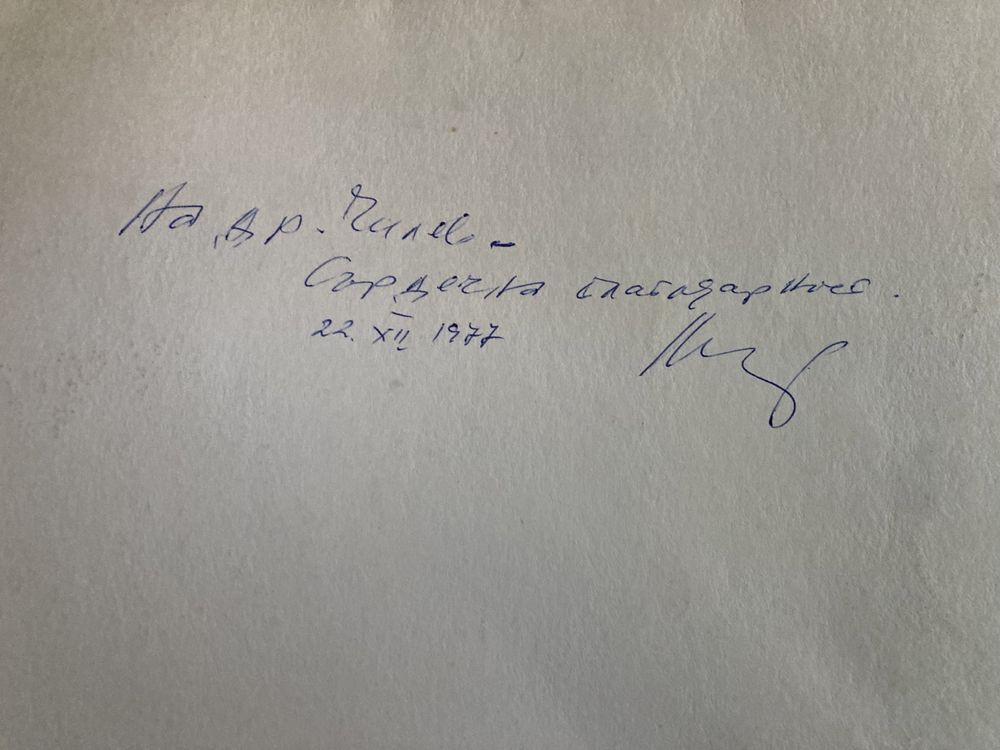 На др. Чилев –
Сърдечна благодарност.
22. XII 1977